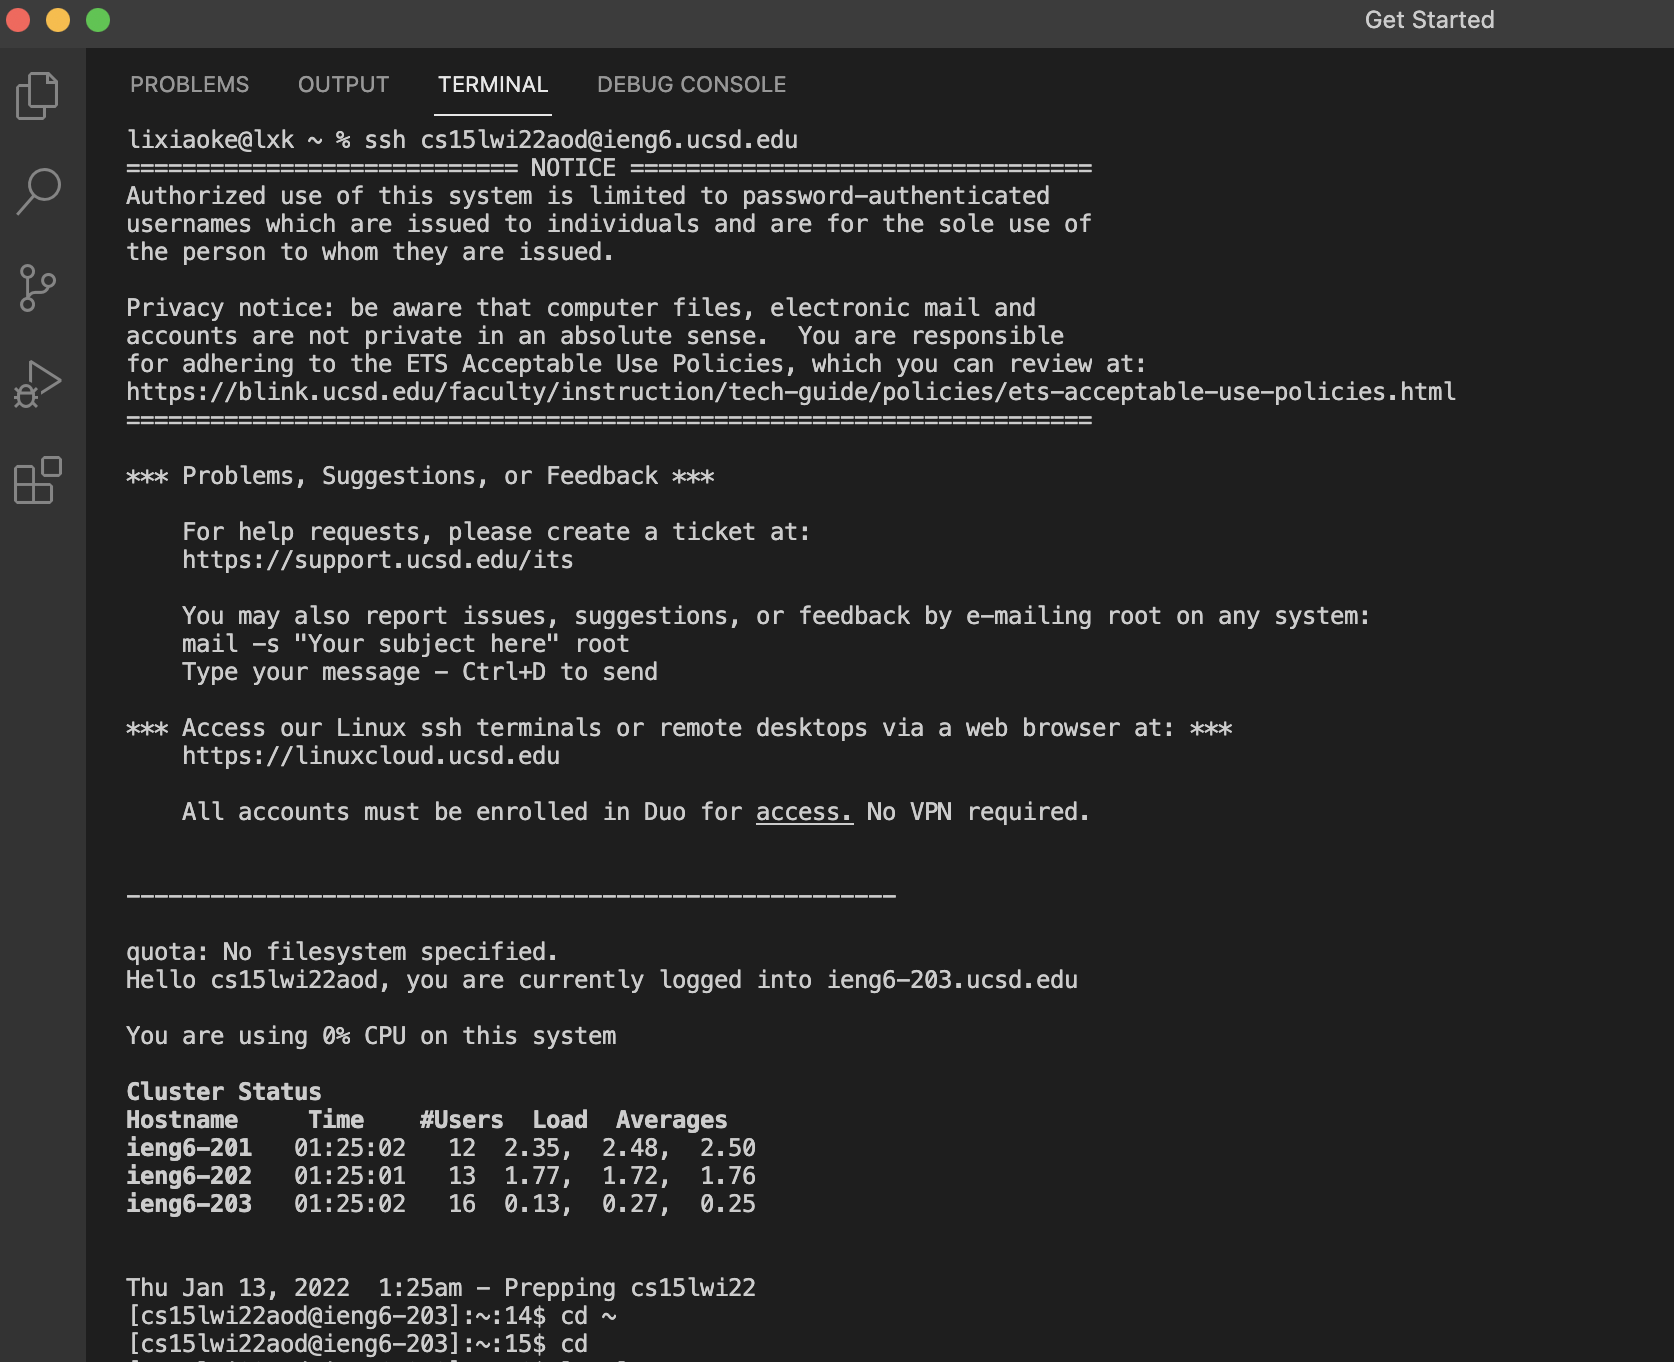 Get Started
PROBLEMS OUTPUT TERMINAL DEBUG CONSOLE
lixiaoke@lxk ~ % ssh cs15lwi22aod@ieng6.ucsd.edu
============================ NOTICE =================================
Authorized use of this system is limited to password-authenticated
usernames which are issued to individuals and are for the sole use of
the person to whom they are issued.

Privacy notice: be aware that computer files, electronic mail and
accounts are not private in an absolute sense.  You are responsible
for adhering to the ETS Acceptable Use Policies, which you can review at:
https://blink.ucsd.edu/faculty/instruction/tech-guide/policies/ets-acceptable-use-policies.html
=====================================================================

*** Problems, Suggestions, or Feedback ***

    For help requests, please create a ticket at:
    https://support.ucsd.edu/its

    You may also report issues, suggestions, or feedback by e-mailing root on any system:
    mail -s "Your subject here" root
    Type your message - Ctrl+D to send

*** Access our Linux ssh terminals or remote desktops via a web browser at: ***
    https://linuxcloud.ucsd.edu

    All accounts must be enrolled in Duo for access. No VPN required.

-------------------------------------------------------

quota: No filesystem specified.
Hello cs15lwi22aod, you are currently logged into ieng6-203.ucsd.edu

You are using 0% CPU on this system

Cluster Status
Hostname     Time    #Users  Load  Averages
ieng6-201   01:25:02   12  2.35,  2.48,  2.50
ieng6-202   01:25:01   13  1.77,  1.72,  1.76
ieng6-203   01:25:02   16  0.13,  0.27,  0.25

Thu Jan 13, 2022  1:25am - Prepping cs15lwi22
[cs15lwi22aod@ieng6-203]:~:14$ cd ~
[cs15lwi22aod@ieng6-203]:~:15$ cd